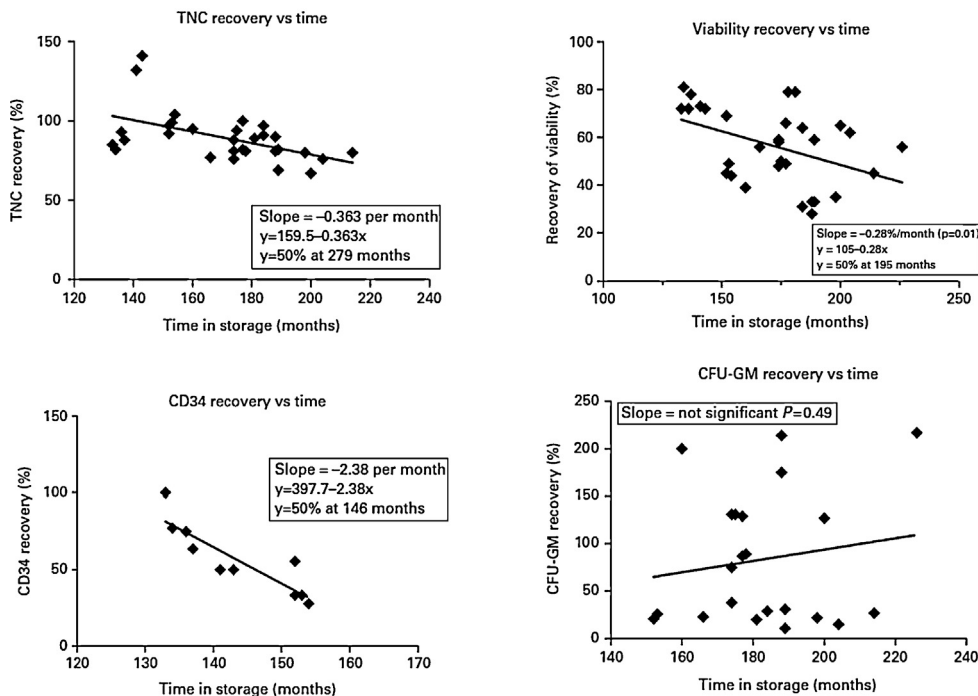 TNC recovery vs time
150
100
50
0
120 140 160 180 200 220 240
TNC recovery (%)
Time in storage (months)
Slope = –0.363 per month
y=159.5–0.363x
y=50% at 279 months
Viability recovery vs time
100
80
60
40
20
0
100 150 200 250
Recovery of viability (%)
Time in storage (months)
Slope = –0.28%/month (p=0.01)
y = 105–0.28x
y = 50% at 195 months
CD34 recovery vs time
150
100
50
0
120 130 140 150 160 170
CD34 recovery (%)
Time in storage (months)
Slope = –2.38 per month
y=397.7–2.38x
y=50% at 146 months
CFU-GM recovery vs time
250
200
150
100
50
0
140 160 180 200 220 240
CFU-GM recovery (%)
Time in storage (months)
Slope = not significant P=0.49